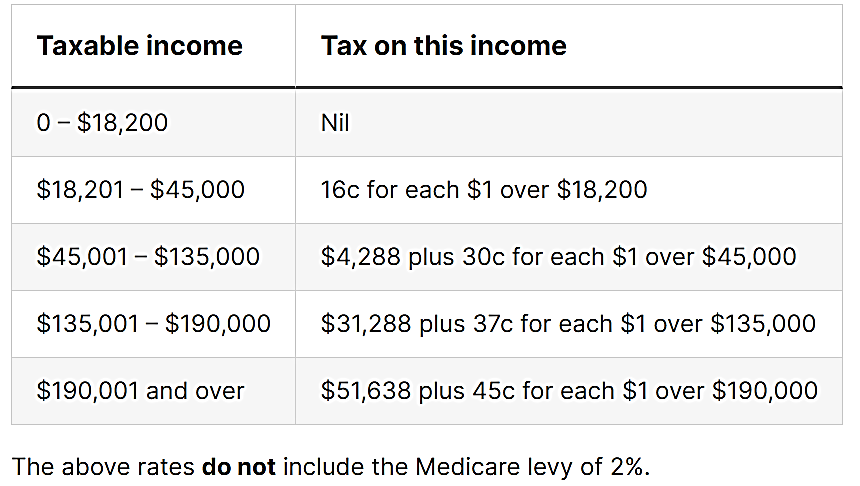 Taxable income Tax on this income
0 – $18,200 Nil
$18,201 – $45,000 16c for each $1 over $18,200
$45,001 – $135,000 $4,288 plus 30c for each $1 over $45,000
$135,001 – $190,000 $31,288 plus 37c for each $1 over $135,000
$190,001 and over $51,638 plus 45c for each $1 over $190,000
The above rates do not include the Medicare levy of 2%.